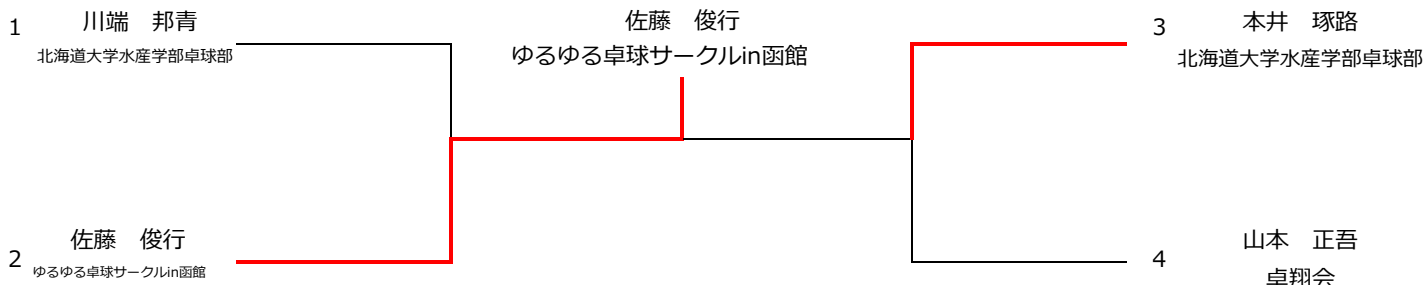 1
川端　邦青
北海道大学水産学部卓球部
佐藤　俊行
ゆるゆる卓球サークルin函館
3
本井　琢路
北海道大学水産学部卓球部
2
佐藤　俊行
ゆるゆる卓球サークルin函館
4
山本　正吾
卓翔会